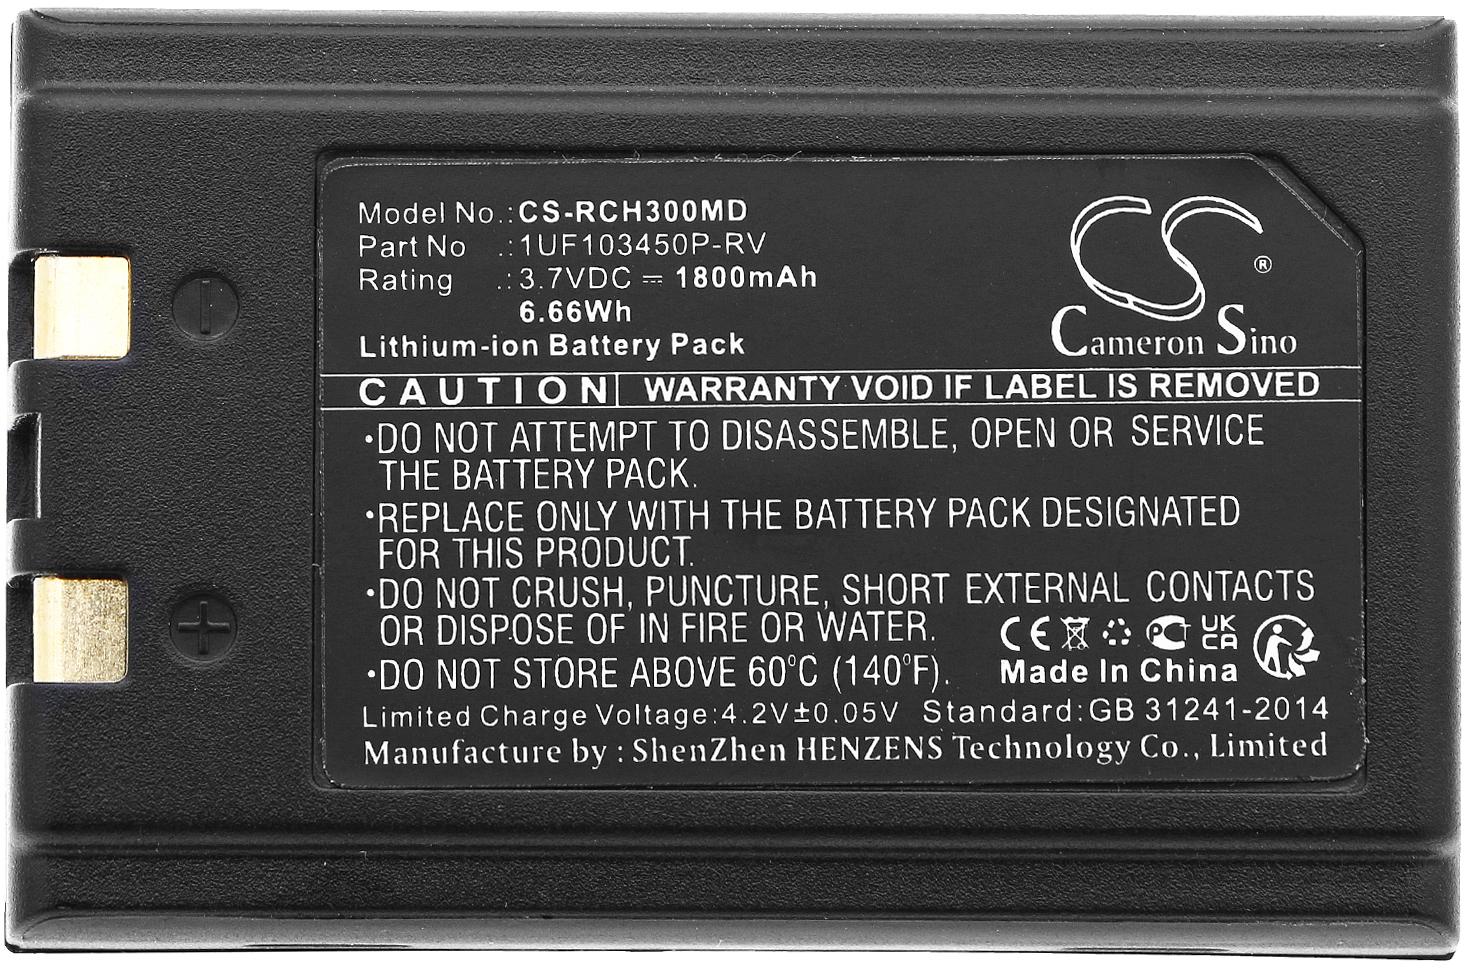 Model No.:CS-RCH300MD
Part No .:1UF103450P-RV
Rating .:3.7VDC ⎓ 1800mAh
6.66Wh
Lithium-ion Battery Pack
CS®
Cameron Sino
CAUTION| WARRANTY VOID IF LABEL IS REMOVED
•DO NOT ATTEMPT TO DISASSEMBLE, OPEN OR SERVICE
THE BATTERY PACK.
•REPLACE ONLY WITH THE BATTERY PACK DESIGNATED
FOR THIS PRODUCT.
•DO NOT CRUSH, PUNCTURE, SHORT EXTERNAL CONTACTS
OR DISPOSE OF IN FIRE OR WATER.
CE PCT UKCA
•DO NOT STORE ABOVE 60°C (140°F).
Made In China
Limited Charge Voltage:4.2V±0.05V Standard:GB 31241-2014
Manufacture by : ShenZhen HENZENS Technology Co., Limited
−
+